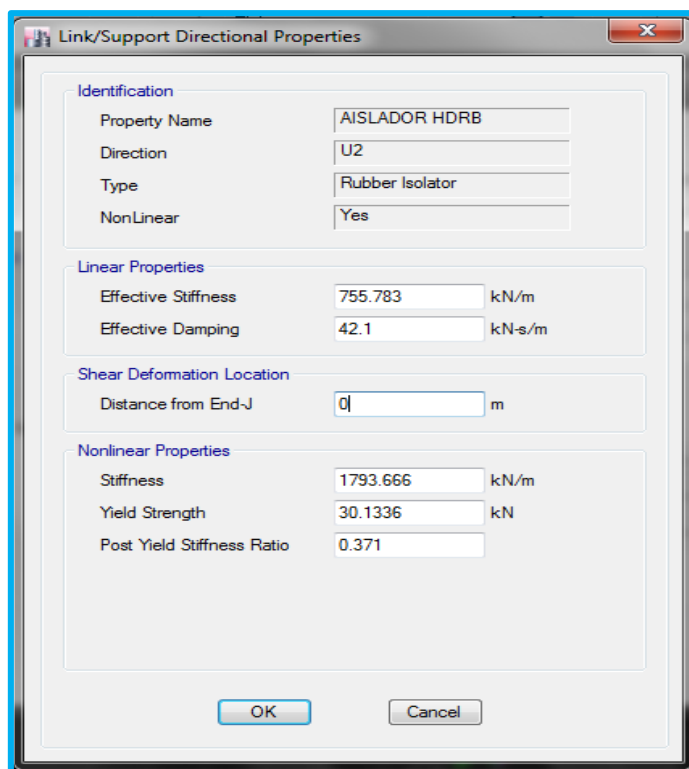 Link/Support Directional Properties
Identification
Property Name AISLADOR HDRB
Direction U2
Type Rubber Isolator
NonLinear Yes
Linear Properties
Effective Stiffness 755.783 kN/m
Effective Damping 42.1 kN-s/m
Shear Deformation Location
Distance from End-J 0 m
Nonlinear Properties
Stiffness 1793.666 kN/m
Yield Strength 30.1336 kN
Post Yield Stiffness Ratio 0.371
OK Cancel